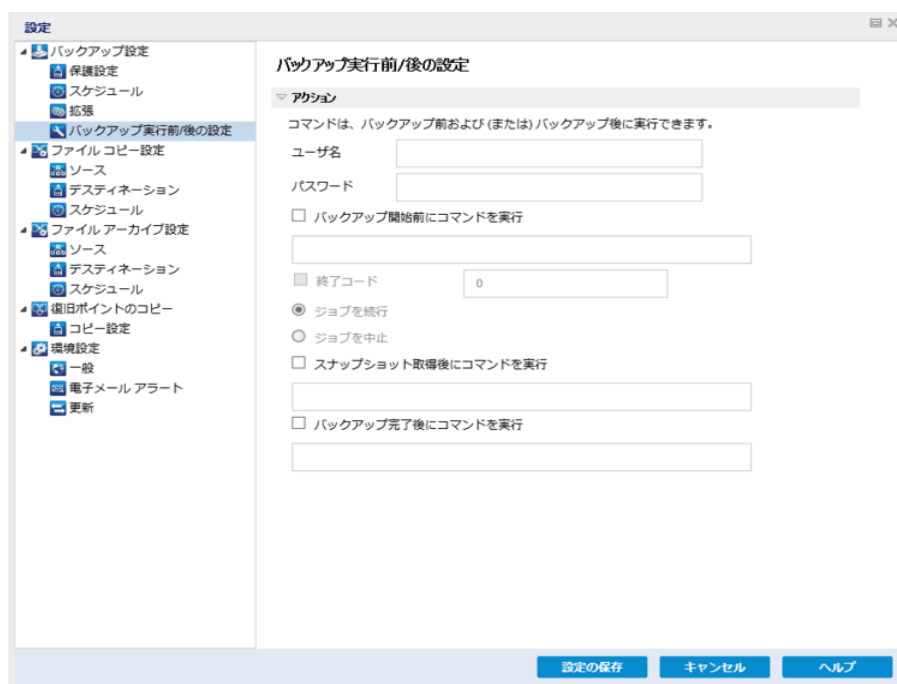 設定
バックアップ設定
保護設定
スケジュール
拡張
バックアップ実行前/後の設定
ファイル コピー設定
ソース
デスティネーション
スケジュール
ファイル アーカイブ設定
ソース
デスティネーション
スケジュール
復旧ポイントのコピー
コピー設定
環境設定
一般
電子メール アラート
更新
バックアップ実行前/後の設定
アクション
コマンドは、バックアップ前および (または) バックアップ後に実行できます。
ユーザ名
パスワード
バックアップ開始前にコマンドを実行
終了コード 0
ジョブを続行
ジョブを中止
スナップショット取得後にコマンドを実行
バックアップ完了後にコマンドを実行
設定の保存 キャンセル ヘルプ